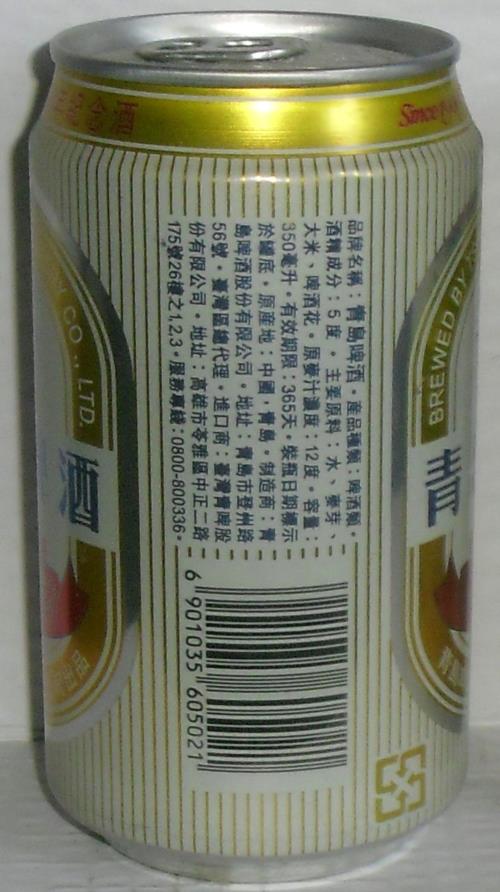 紀念酒
Since
品牌名稱:青島啤酒。產品種類:啤酒類。
酒精成分:5度。主要原料:水、麥芽、
大米、啤酒花。原麥汁濃度:12度。容量:
350毫升。有效期限:365天。裝瓶日期標示
於罐底。原産地:中國,青島。制造商:青
島啤酒股份有限公司。地址:青島市登州路
56號。臺灣區總代理。進口商:臺灣青啤股
份有限公司。地址:高雄市苓雅區中正二路
175號26樓之1,2,3。服務專綫:0800-800336。
CO., LTD.
酒
BREWED BY
青
6 901035 605021